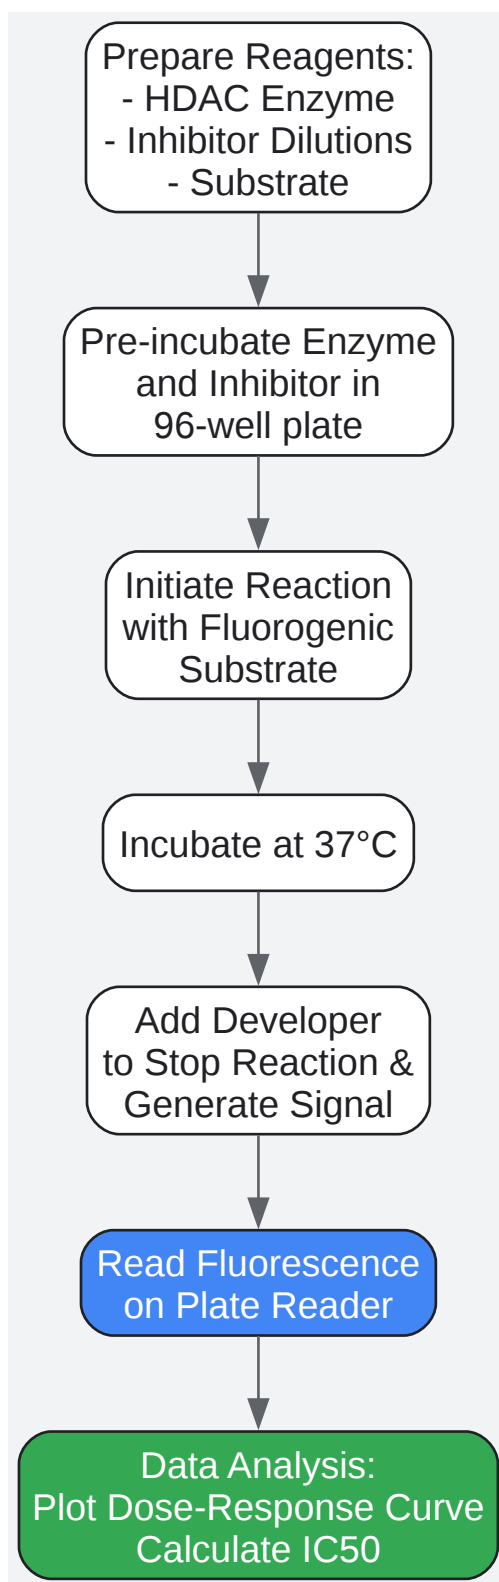 Prepare Reagents:
- HDAC Enzyme
- Inhibitor Dilutions
- Substrate
Pre-incubate Enzyme
and Inhibitor in
96-well plate
Initiate Reaction
with Fluorogenic
Substrate
Incubate at 37°C
Add Developer
to Stop Reaction &
Generate Signal
Read Fluorescence
on Plate Reader
Data Analysis:
Plot Dose-Response Curve
Calculate IC50